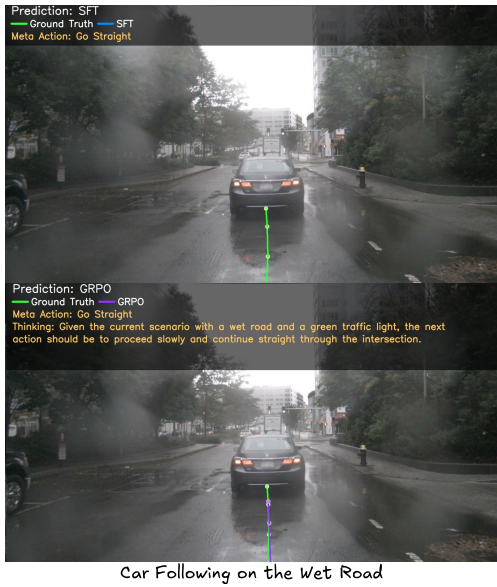 Prediction: SFT
Ground Truth SFT
Meta Action: Go Straight
Prediction: GRPO
Ground Truth GRPO
Meta Action: Go Straight
Thinking: Given the current scenario with a wet road and a green traffic light, the next
action should be to proceed slowly and continue straight through the intersection.
Car Following on the Wet Road